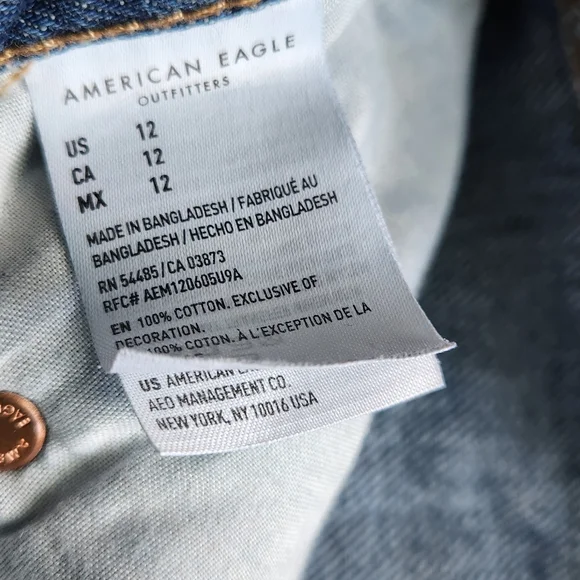 AMERICAN EAGLE
OUTFITTERS
US 12
CA 12
MX 12
MADE IN BANGLADESH / FABRIQUÉ AU
BANGLADESH / HECHO EN BANGLADESH
RN 54485 / CA 03873
RFC# AEM120605U9A
EN 100% COTTON. EXCLUSIVE OF
DECORATION.
100% COTON. À L'EXCEPTION DE LA
US AMERICAN
AEO MANAGEMENT CO.
NEW YORK, NY 10016 USA